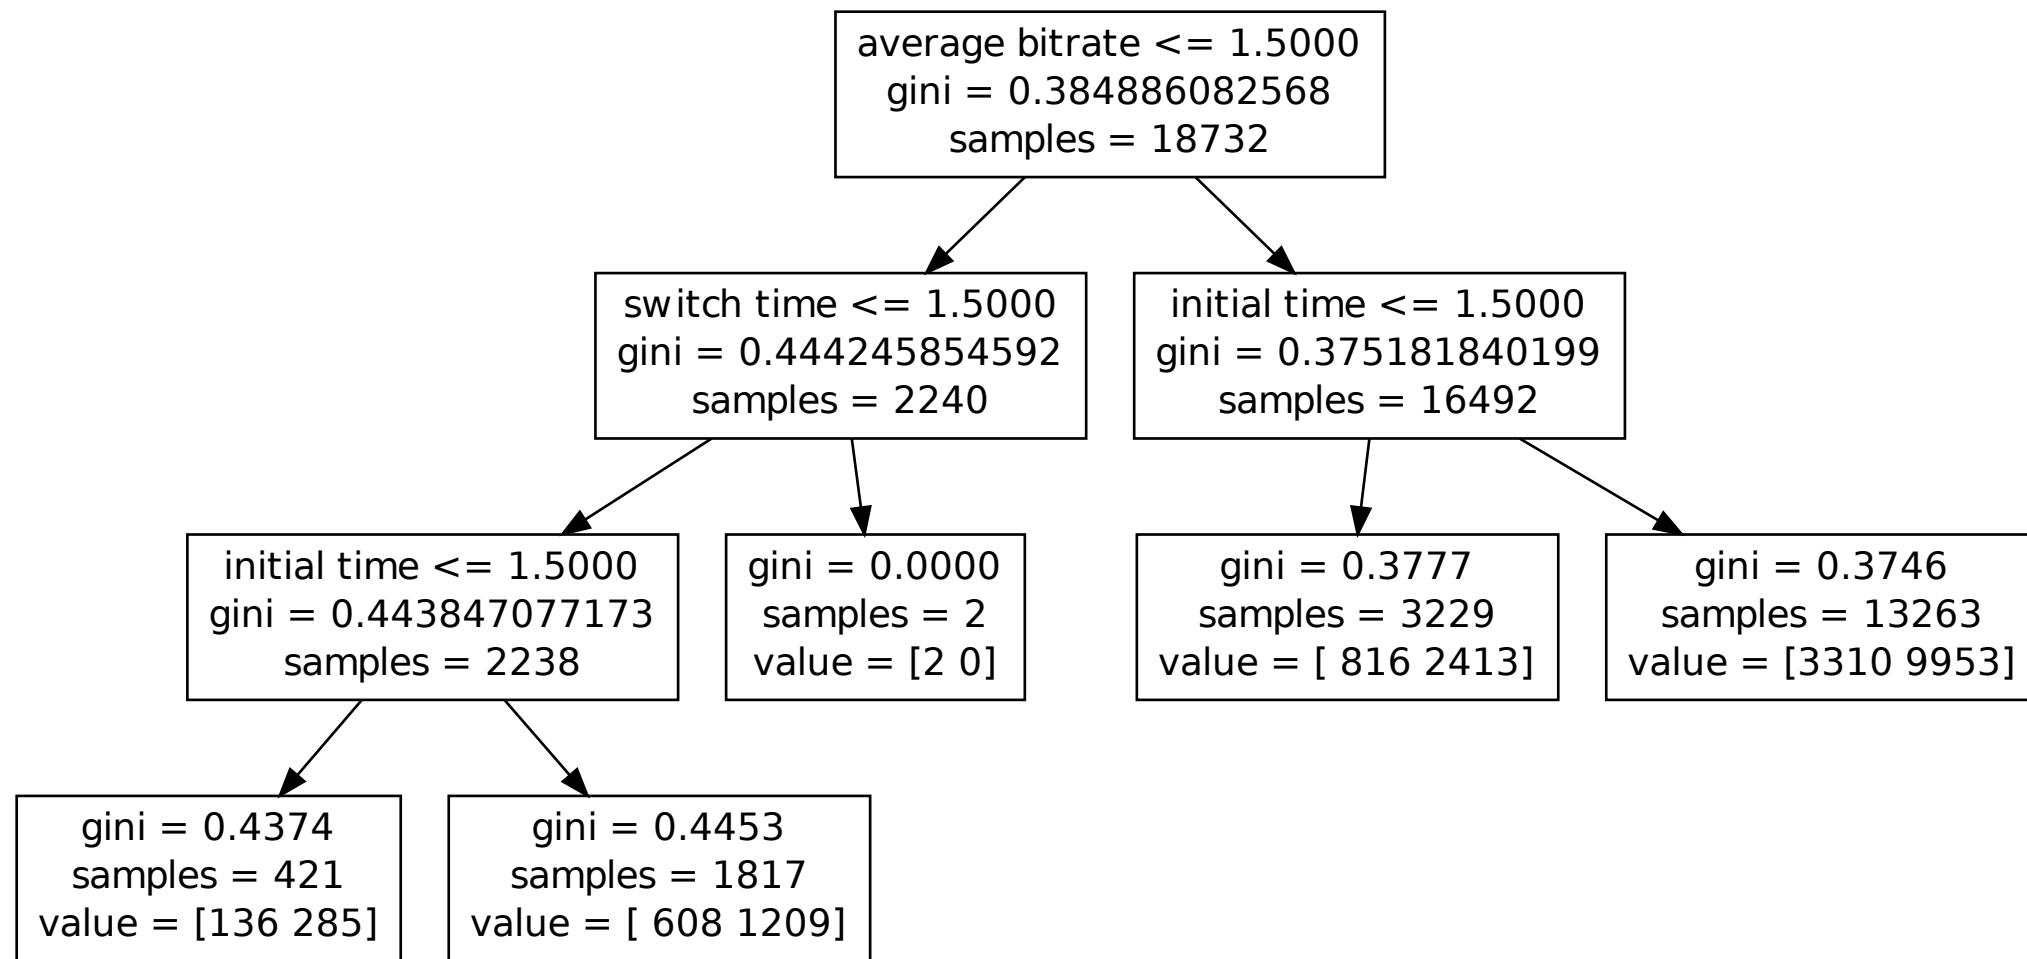 average bitrate <= 1.5000
gini = 0.384886082568
samples = 18732
switch time <= 1.5000
gini = 0.444245854592
samples = 2240
initial time <= 1.5000
gini = 0.375181840199
samples = 16492
initial time <= 1.5000
gini = 0.443847077173
samples = 2238
gini = 0.0000
samples = 2
value = [2 0]
gini = 0.3777
samples = 3229
value = [ 816 2413]
gini = 0.3746
samples = 13263
value = [3310 9953]
gini = 0.4374
samples = 421
value = [136 285]
gini = 0.4453
samples = 1817
value = [ 608 1209]